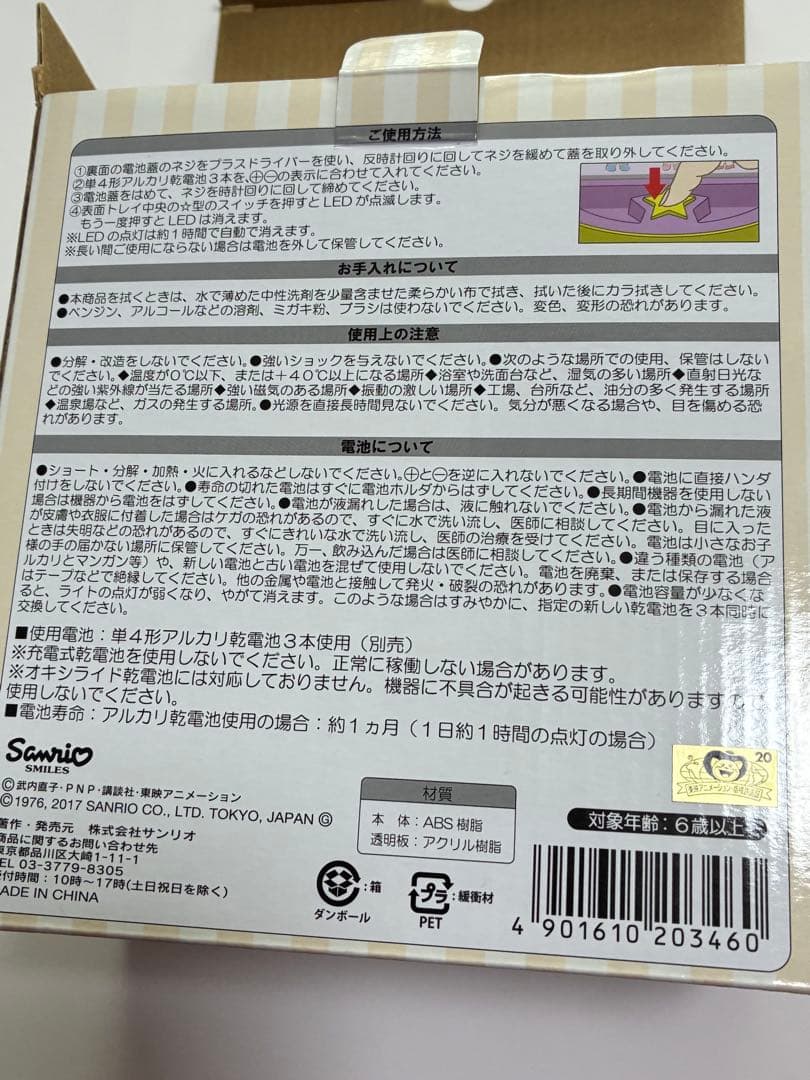 ご使用方法
①裏面の電池蓋のネジをプラスドライバーを使い、反時計回りに回してネジを緩めて蓋を取り外してください。
②単4形アルカリ乾電池3本を、⊕⊖の表示に合わせて入れてください。
③電池蓋をはめて、ネジを時計回りに回して締めてください。
④表面トレイ中央の☆型のスイッチを押すとLEDが点滅します。
もう一度押すとLEDは消えます。
※LEDの点灯は約1時間で自動で消えます。
※長い間ご使用にならない場合は電池を外して保管してください。
お手入れについて
●本商品を拭くときは、水で薄めた中性洗剤を少量含ませた柔らかい布で拭き、拭いた後にカラ拭きしてください。
●ベンジン、アルコールなどの溶剤、ミガキ粉、ブラシは使わないでください。変色、変形の恐れがあります。
使用上の注意
●分解・改造をしないでください。●強いショックを与えないでください。●次のような場所での使用、保管はしない
でください。◆温度が0℃以下、または+40℃以上になる場所◆浴室や洗面台など、湿気の多い場所◆直射日光な
どの強い紫外線が当たる場所◆強い磁気のある場所◆振動の激しい場所◆工場、台所など、油分の多く発生する場所
◆温泉場など、ガスの発生する場所。●光源を直接長時間見ないでください。気分が悪くなる場合や、目を傷める恐
れがあります。
電池について
●ショート・分解・加熱・火に入れるなどしないでください。⊕と⊖を逆に入れないでください。●電池に直接ハンダ
付けをしないでください。●寿命の切れた電池はすぐに電池ホルダからはずしてください。●長期間機器を使用しない
場合は機器から電池をはずしてください。●電池が液漏れした場合は、液に触れないでください。●電池から漏れた液
が皮膚や衣服に付着した場合はケガの恐れがあるので、すぐに水で洗い流し、医師に相談してください。目に入った
ときは失明などの恐れがあるので、すぐにきれいな水で洗い流し、医師の治療を受けてください。電池は小さなお子
様の手の届かない場所に保管してください。万一、飲み込んだ場合は医師に相談してください。●違う種類の電池(ア
ルカリとマンガン等)や、新しい電池と古い電池を混ぜて使用しないでください。電池を廃棄、または保存する場合
はテープなどで絶縁してください。他の金属や電池と接触して発火・破裂の恐れがあります。●電池容量が少なくな
ると、ライトの点灯が弱くなり、やがて消えます。このような場合はすみやかに、指定の新しい乾電池を3本同時に
交換してください。
■使用電池:単4形アルカリ乾電池3本使用(別売)
※充電式乾電池を使用しないでください。正常に稼働しない場合があります。
※オキシライド乾電池には対応しておりません。機器に不具合が起きる可能性があります
使用しないでください。
■電池寿命:アルカリ乾電池使用の場合:約1ヵ月(1日約1時間の点灯の場合)
Sanrio
SMILES
©武内直子・PNP・講談社・東映アニメーション
©1976, 2017 SANRIO CO., LTD. TOKYO, JAPAN Ⓖ
著作・発売元 株式会社サンリオ
商品に関するお問い合わせ先
東京都品川区大崎1-11-1
TEL 03-3779-8305
受付時間:10時~17時(土日祝日を除く)
MADE IN CHINA
材質
本 体:ABS樹脂
透明板:アクリル樹脂
:箱
ダンボール
プラ
:緩衝材
PET
20
対象年齢:6歳以上
4 901610 203460